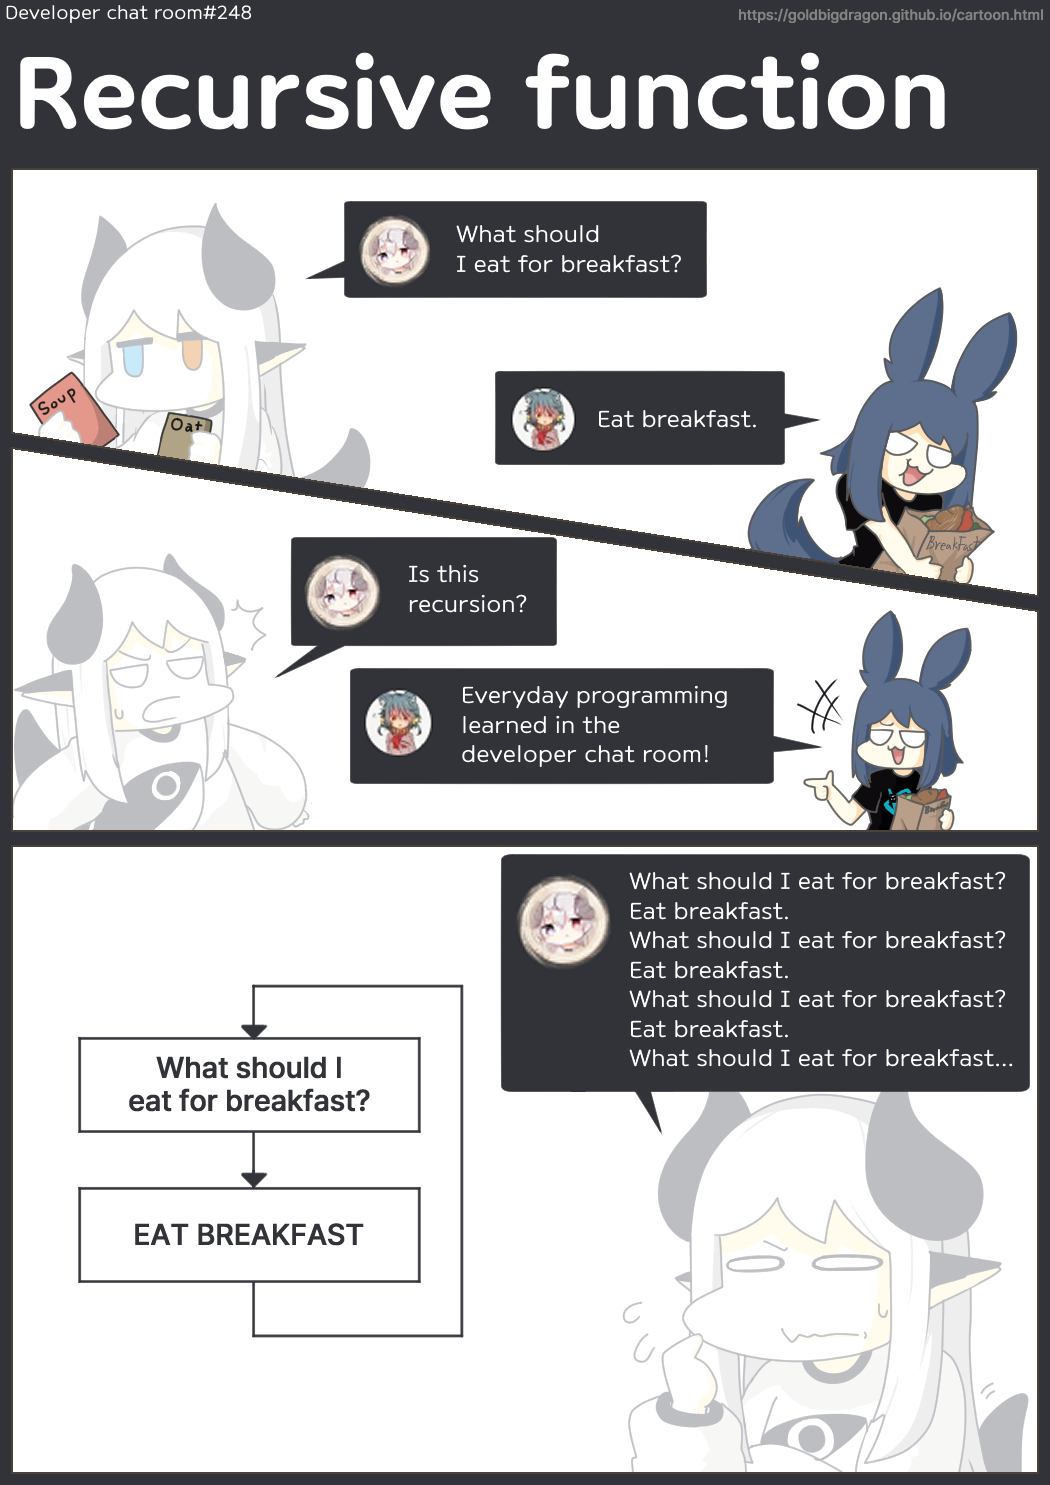 Developer chat room#248
https://goldbigdragon.github.io/cartoon.html
Recursive function
What should
I eat for breakfast?
Soup
Oat
Eat breakfast.
Breakfast
Is this
recursion?
Everyday programming
learned in the
developer chat room!
What should I eat for breakfast?
Eat breakfast.
What should I eat for breakfast?
Eat breakfast.
What should I eat for breakfast?
Eat breakfast.
What should I eat for breakfast...
What should I
eat for breakfast?
EAT BREAKFAST